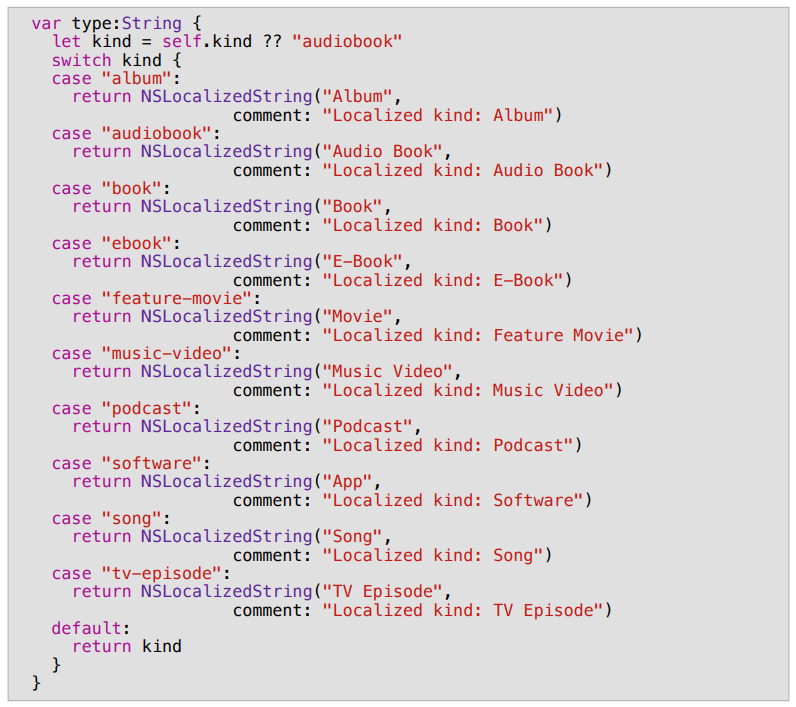 var type:String {
  let kind = self.kind ?? "audiobook"
  switch kind {
  case "album":
    return NSLocalizedString("Album",
                    comment: "Localized kind: Album")
  case "audiobook":
    return NSLocalizedString("Audio Book",
                    comment: "Localized kind: Audio Book")
  case "book":
    return NSLocalizedString("Book",
                    comment: "Localized kind: Book")
  case "ebook":
    return NSLocalizedString("E-Book",
                    comment: "Localized kind: E-Book")
  case "feature-movie":
    return NSLocalizedString("Movie",
                    comment: "Localized kind: Feature Movie")
  case "music-video":
    return NSLocalizedString("Music Video",
                    comment: "Localized kind: Music Video")
  case "podcast":
    return NSLocalizedString("Podcast",
                    comment: "Localized kind: Podcast")
  case "software":
    return NSLocalizedString("App",
                    comment: "Localized kind: Software")
  case "song":
    return NSLocalizedString("Song",
                    comment: "Localized kind: Song")
  case "tv-episode":
    return NSLocalizedString("TV Episode",
                    comment: "Localized kind: TV Episode")
  default:
    return kind
  }
}